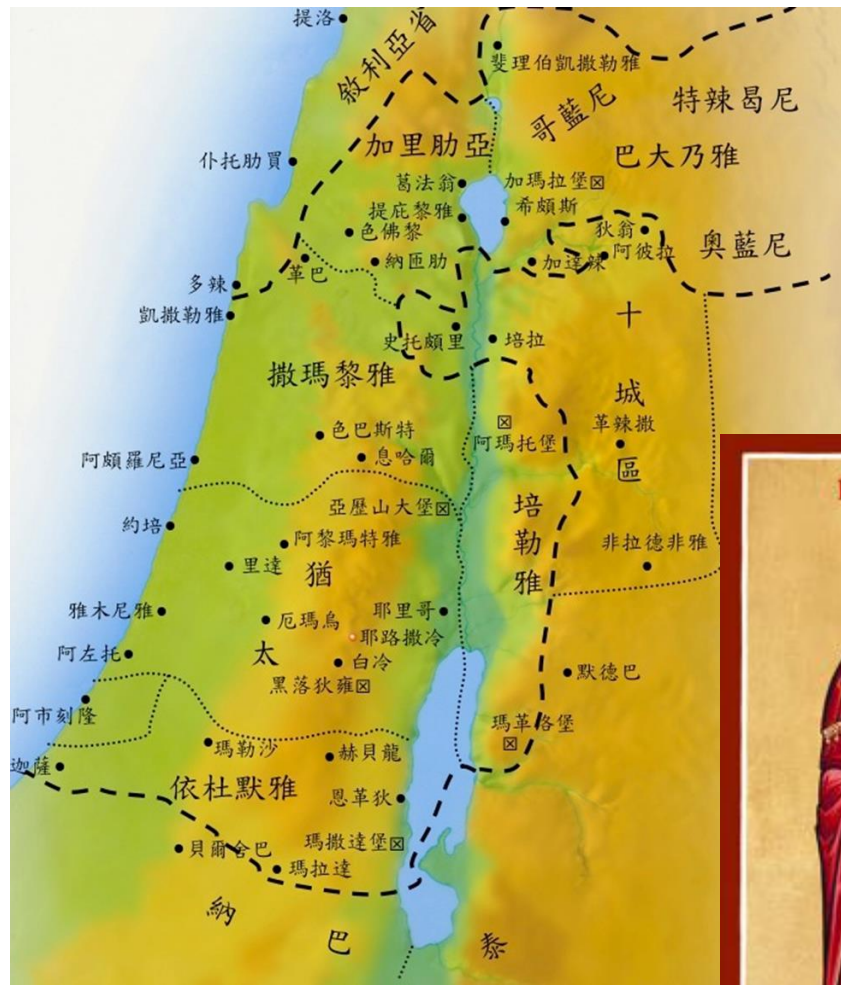 提洛
敘利亞省
斐理伯凱撒勒雅
哥藍尼
特辣曷尼
加里肋亞
巴大乃雅
仆托肋買
葛法翁
加瑪拉堡
提庇黎雅
希頗斯
色佛黎
狄翁
奧藍尼
革巴
納匝肋
加達辣
阿彼拉
多辣
凱撒勒雅
史托頗里
培拉
十城區
撒瑪黎雅
色巴斯特
阿瑪托堡
革辣撒
阿頗羅尼亞
息哈爾
亞歷山大堡
培勒雅
約培
阿黎瑪特雅
非拉德非雅
里達
猶太
雅木尼雅
厄瑪烏
耶里哥
耶路撒冷
阿左托
白冷
默德巴
黑落狄雍
阿市刻隆
瑪革洛堡
瑪勒沙
赫貝龍
迦薩
依杜默雅
恩革狄
瑪撒達堡
貝爾舍巴
瑪拉達
納巴泰